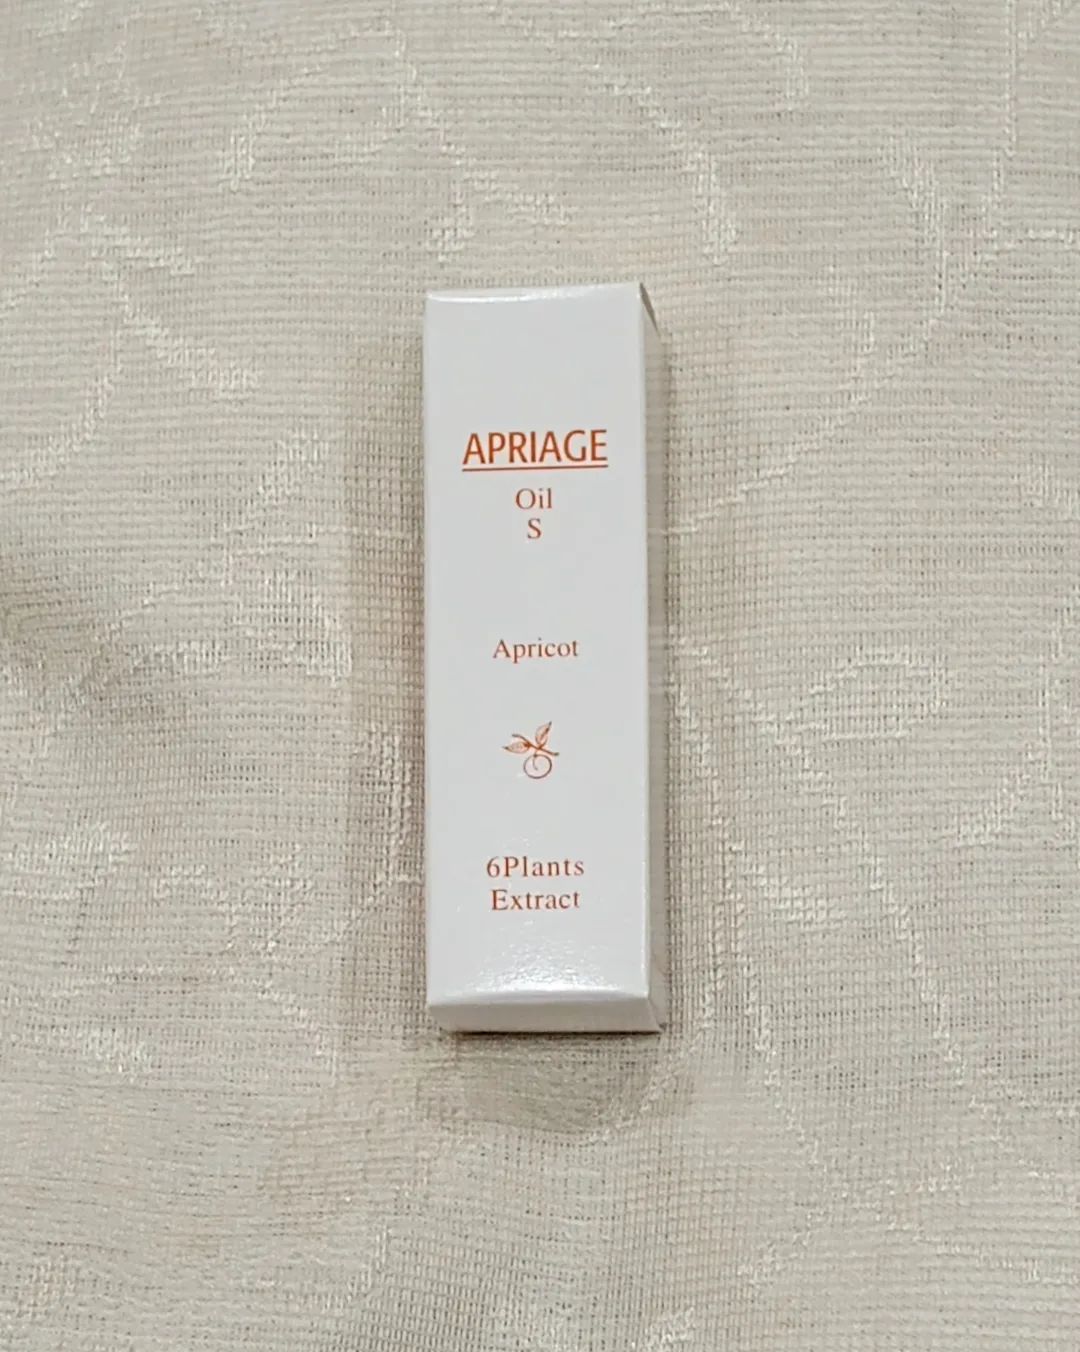 APRIAGE
Oil
S
Apricot
6Plants
Extract